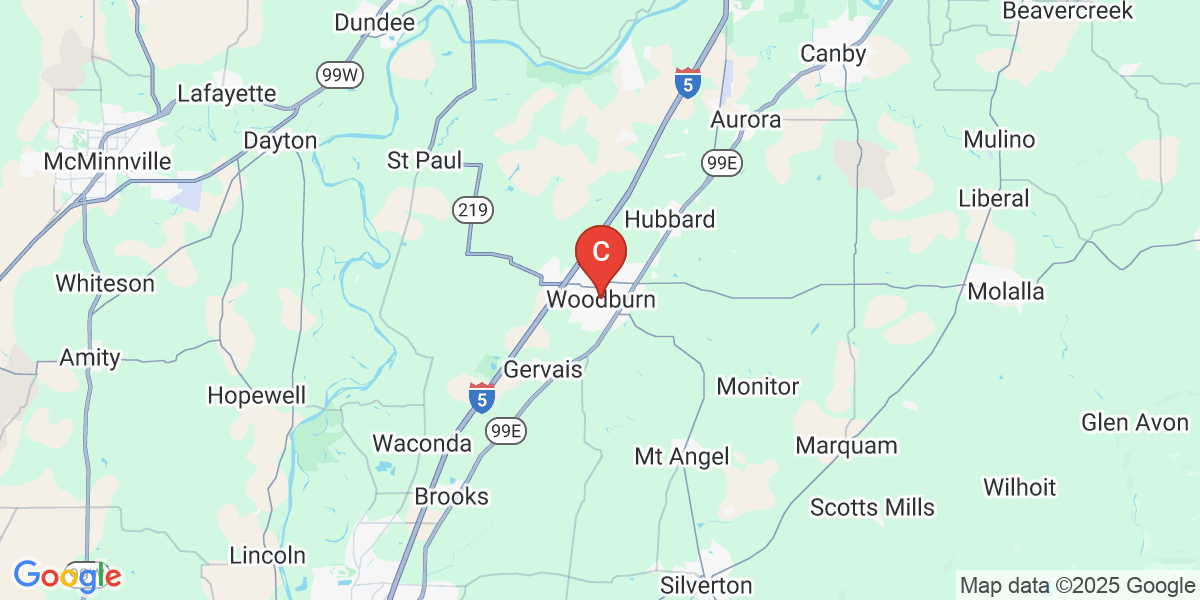 Beavercreek
Dundee
Canby
99W
5
Lafayette
Aurora
Dayton
Mulino
McMinnville
St Paul
99E
Liberal
219
Hubbard
C
Whiteson
Molalla
Woodburn
Amity
Gervais
Monitor
Hopewell
5
Glen Avon
99E
Waconda
Marquam
Mt Angel
Wilhoit
Brooks
Scotts Mills
Lincoln
Google
Silverton
Map data ©2025 Google